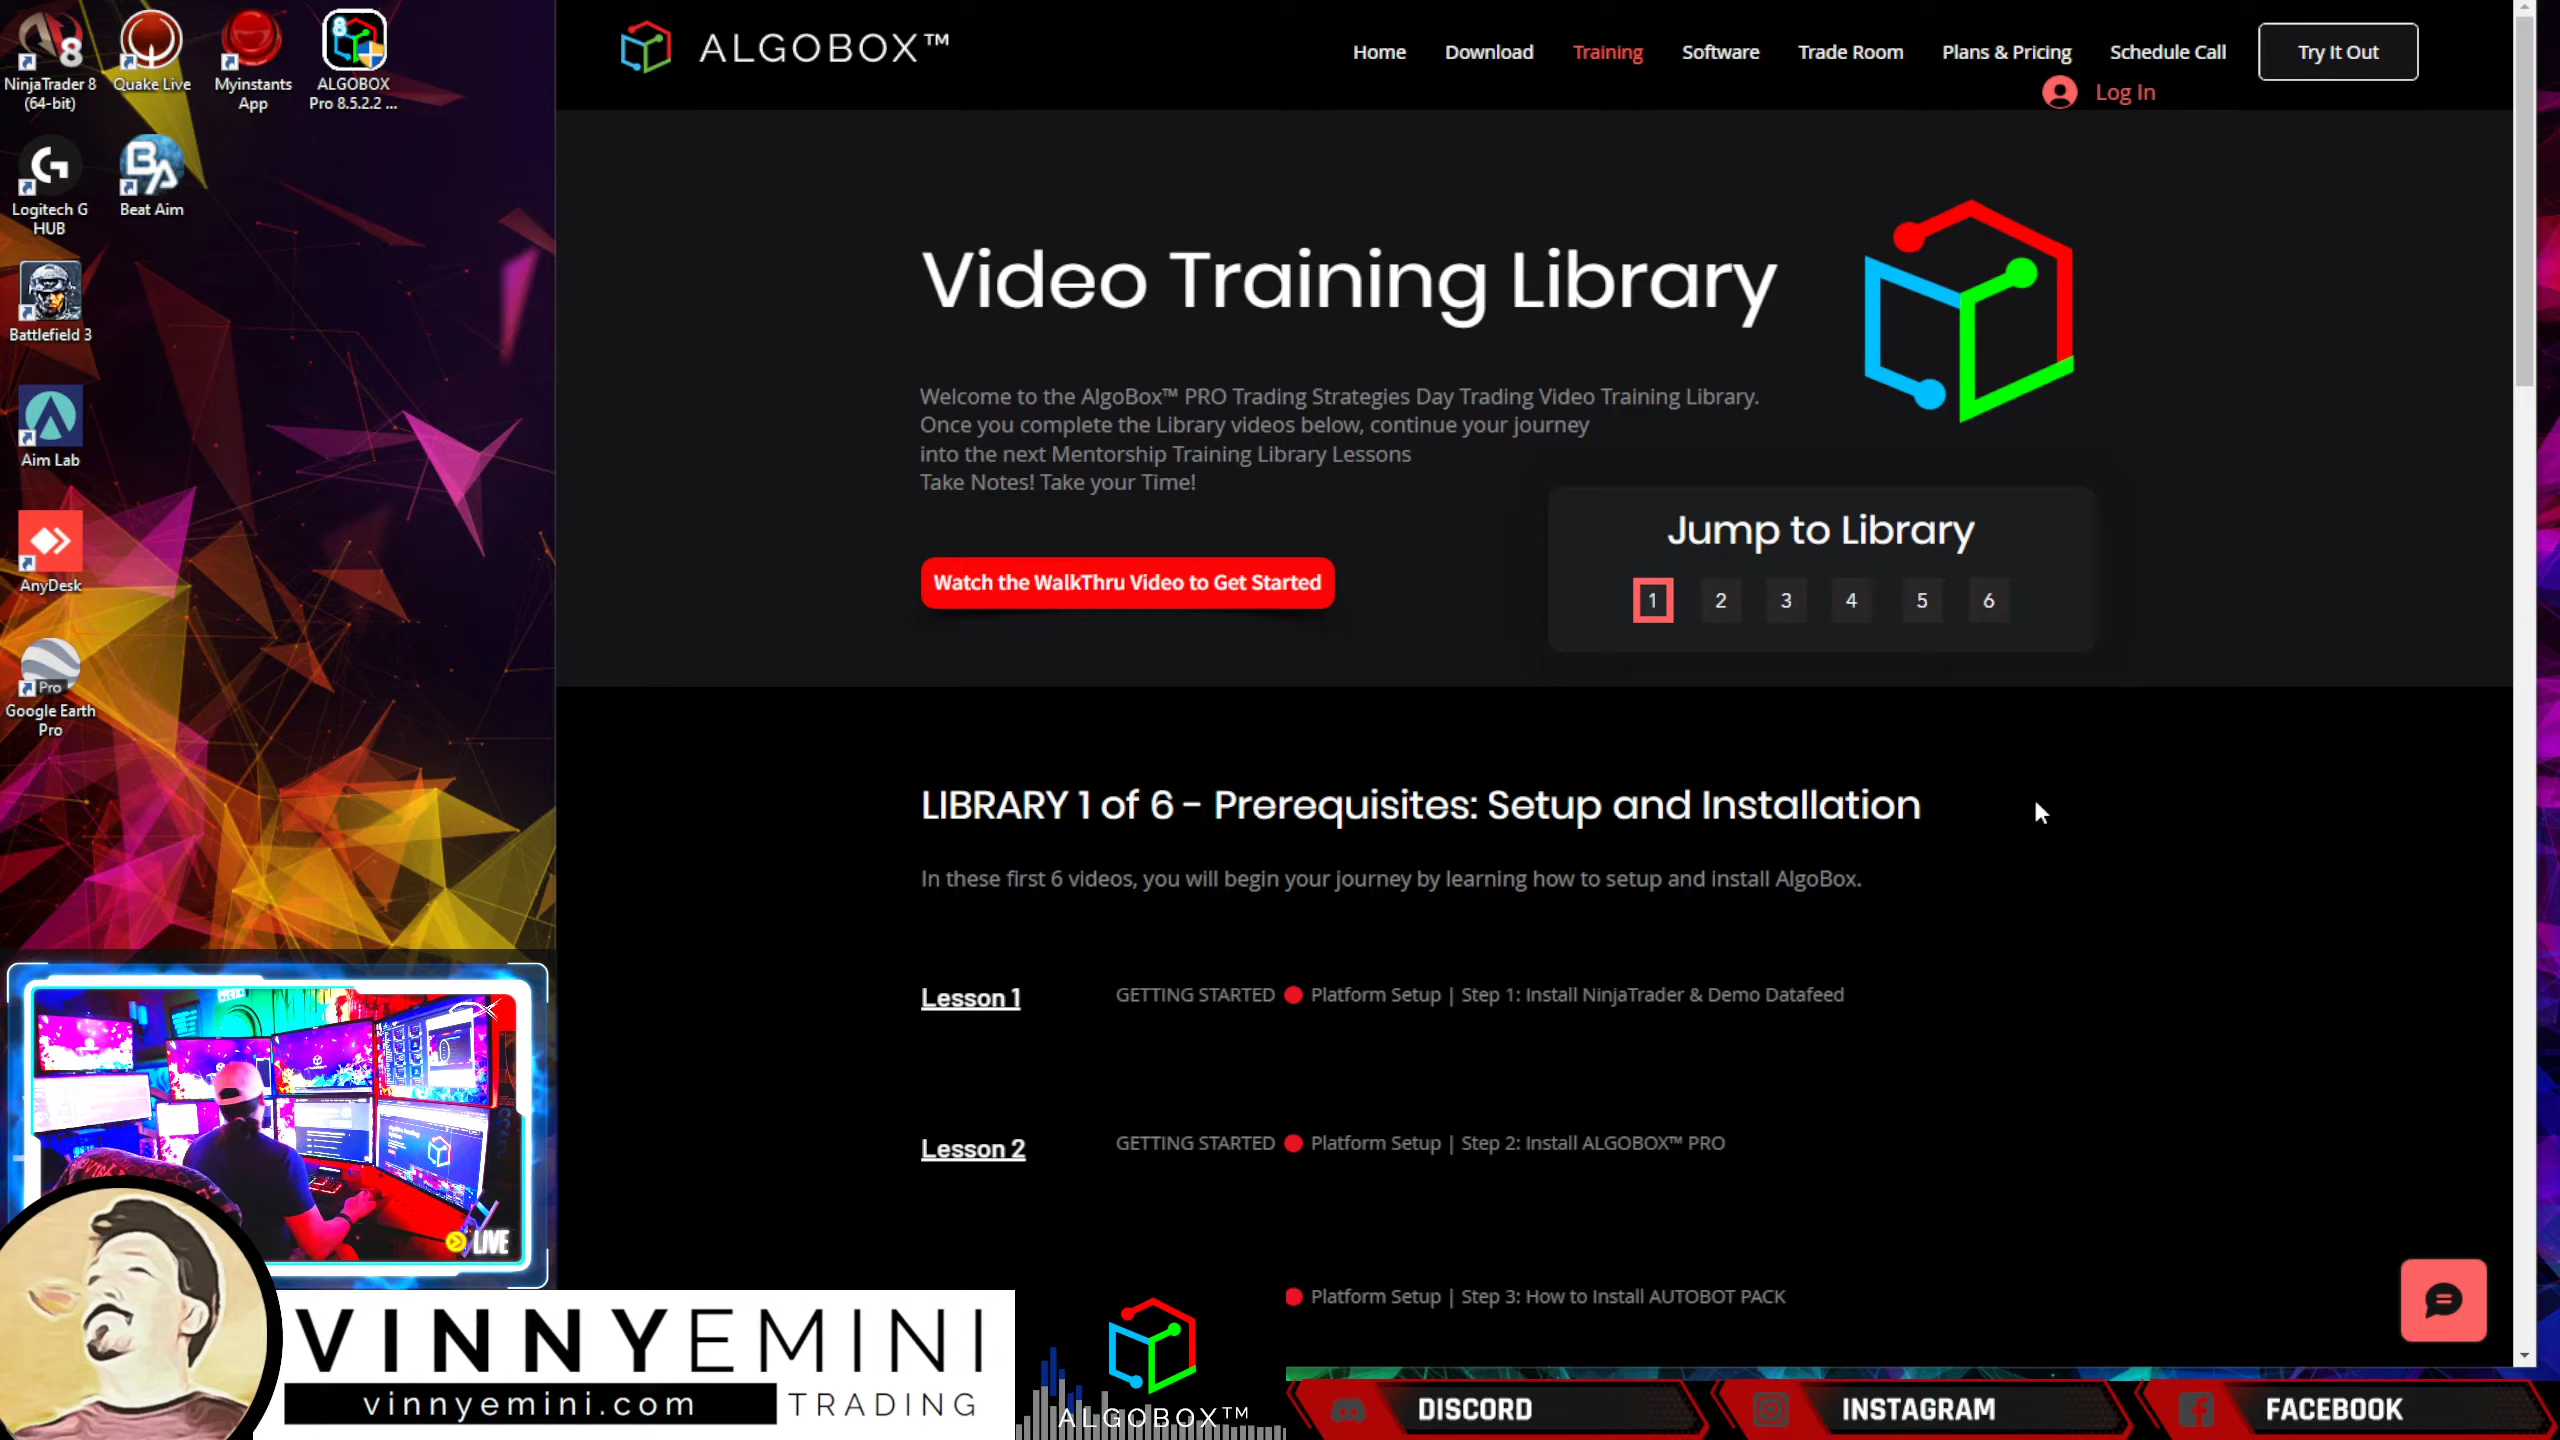 NinjaTrader 8
(64-bit)
Quake Live
Myinstants
App
ALGOBOX
Pro 8.5.2.2 ...
Logitech G
HUB
Beat Aim
Battlefield 3
Aim Lab
AnyDesk
Pro
Google Earth
Pro
ALGOBOX™
Home
Download
Training
Software
Trade Room
Plans & Pricing
Schedule Call
Try It Out
Log In
Video Training Library
Welcome to the AlgoBox™ PRO Trading Strategies Day Trading Video Training Library.
Once you complete the Library videos below, continue your journey
into the next Mentorship Training Library Lessons
Take Notes! Take your Time!
Watch the WalkThru Video to Get Started
Jump to Library
1 2 3 4 5 6
LIBRARY 1 of 6 - Prerequisites: Setup and Installation
In these first 6 videos, you will begin your journey by learning how to setup and install AlgoBox.
Lesson 1
GETTING STARTED 🔴 Platform Setup | Step 1: Install NinjaTrader & Demo Datafeed
Lesson 2
GETTING STARTED 🔴 Platform Setup | Step 2: Install ALGOBOX™ PRO
🔴 Platform Setup | Step 3: How to Install AUTOBOT PACK
LIVE
VINNYEMINI
vinnyemini.com
TRADING
ALGOBOX™
DISCORD
INSTAGRAM
FACEBOOK